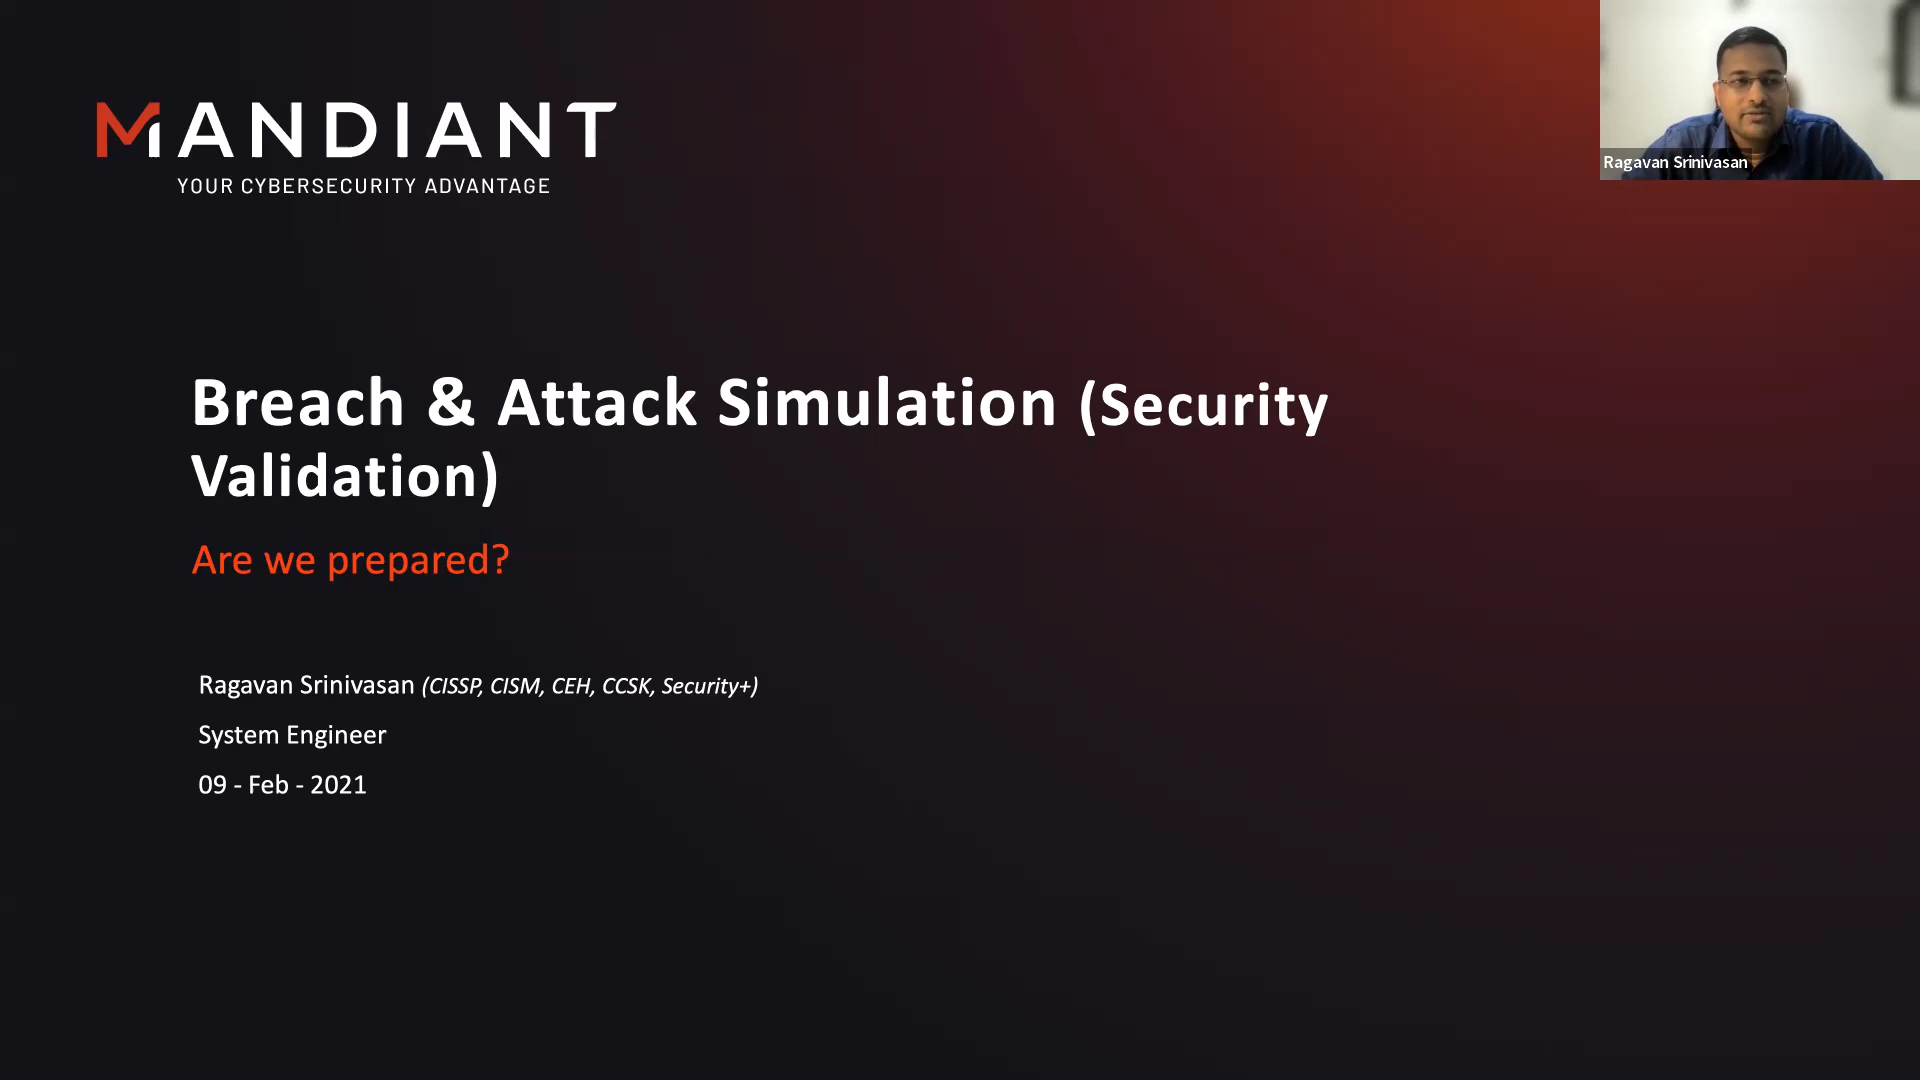 MANDIANT
YOUR CYBERSECURITY ADVANTAGE
Ragavan Srinivasan
Breach & Attack Simulation (Security
Validation)
Are we prepared?
Ragavan Srinivasan (CISSP, CISM, CEH, CCSK, Security+)
System Engineer
09 - Feb - 2021